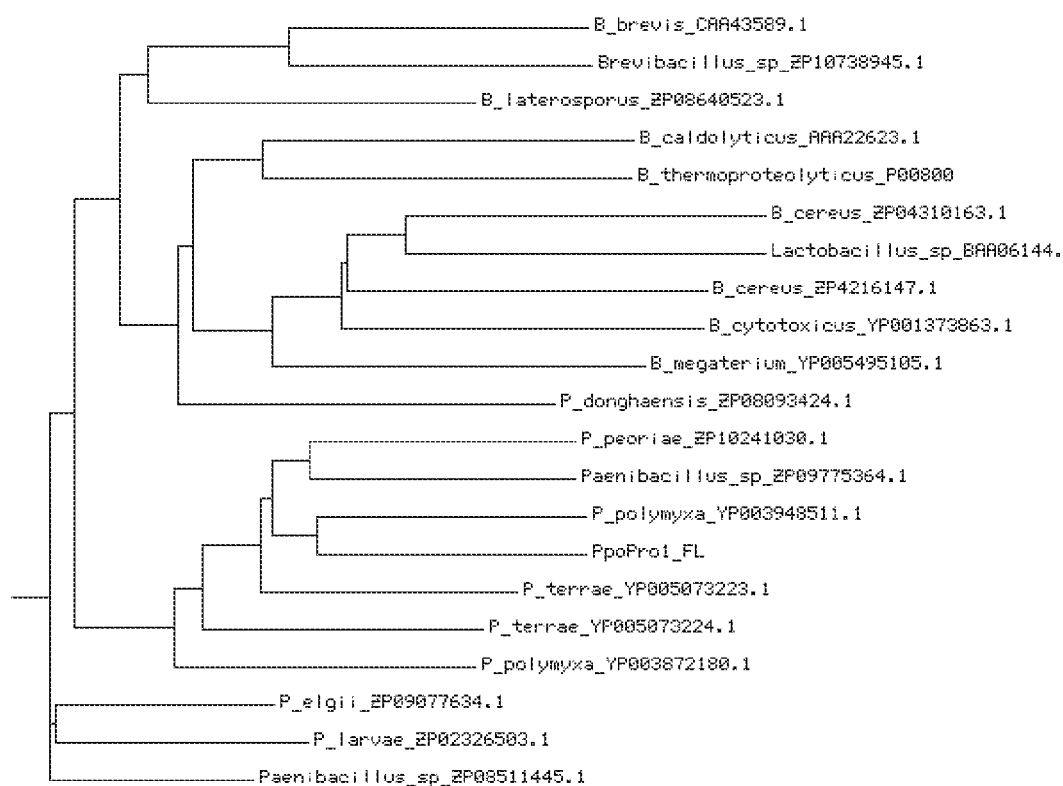 B_brevis_CAA43589.1
Brevibacillus_sp_ZP10738945.1
B_laterosporus_ZP08640523.1
B_caldolyticus_AAA22623.1
B_thermoproteolyticus_P00800
B_cereus_ZP04310163.1
Lactobacillus_sp_BAA06144.
B_cereus_ZP4216147.1
B_cytotoxicus_YP001373863.1
B_megaterium_YP005495105.1
P_donghaensis_ZP08093424.1
P_peoriae_ZP10241030.1
Paenibacillus_sp_ZP09775364.1
P_polymyxa_YP003948511.1
PpoPro1_FL
P_terrae_YP005073223.1
P_terrae_YP005073224.1
P_polymyxa_YP003872180.1
P_elgii_ZP09077634.1
P_larvae_ZP02326503.1
Paenibacillus_sp_ZP08511445.1